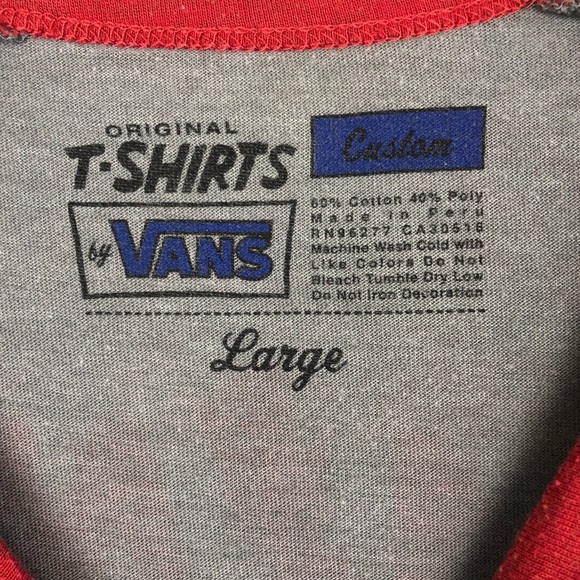 ORIGINAL
T-SHIRTS
by VANS
Custom
60% Cotton 40% Poly
Made in Peru
RN96277 CA30516
Machine Wash Cold with
Like Colors Do Not
Bleach Tumble Dry Low
Do Not Iron Decoration
Large